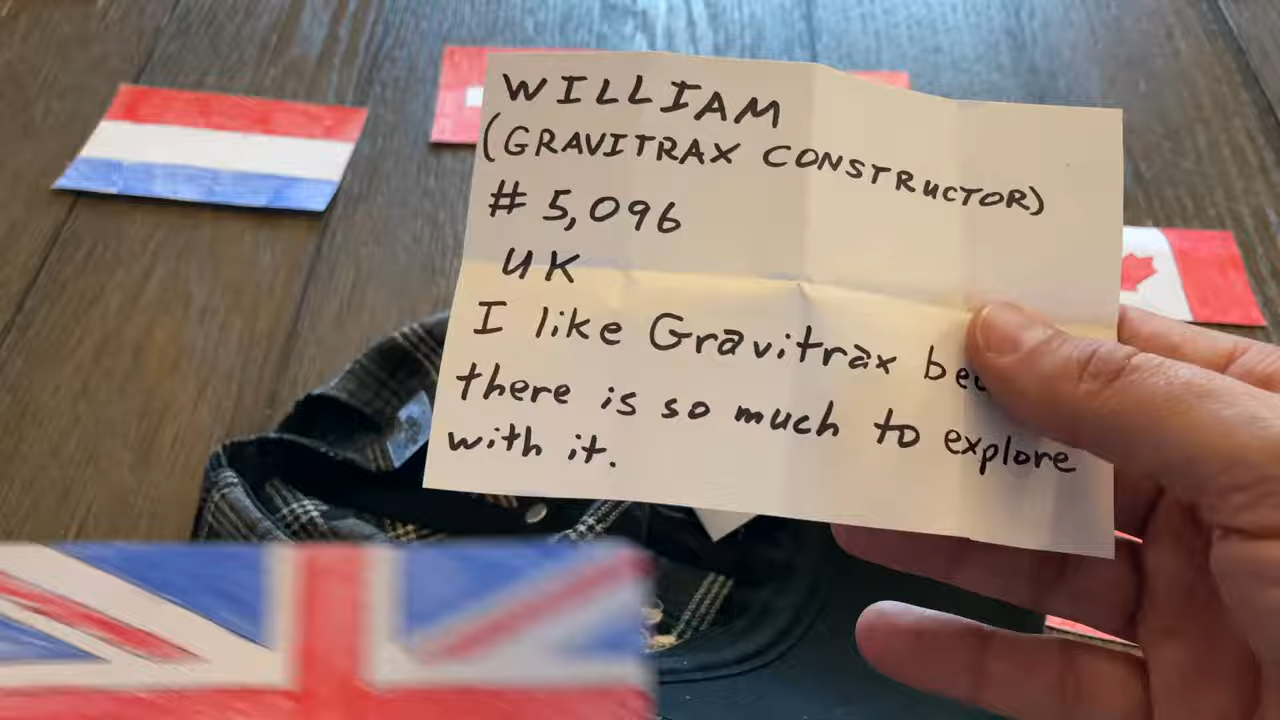 WILLIAM
(GRAVITRAX CONSTRUCTOR)
# 5,096
UK
I like Gravitrax
there is so much to explore
with it.